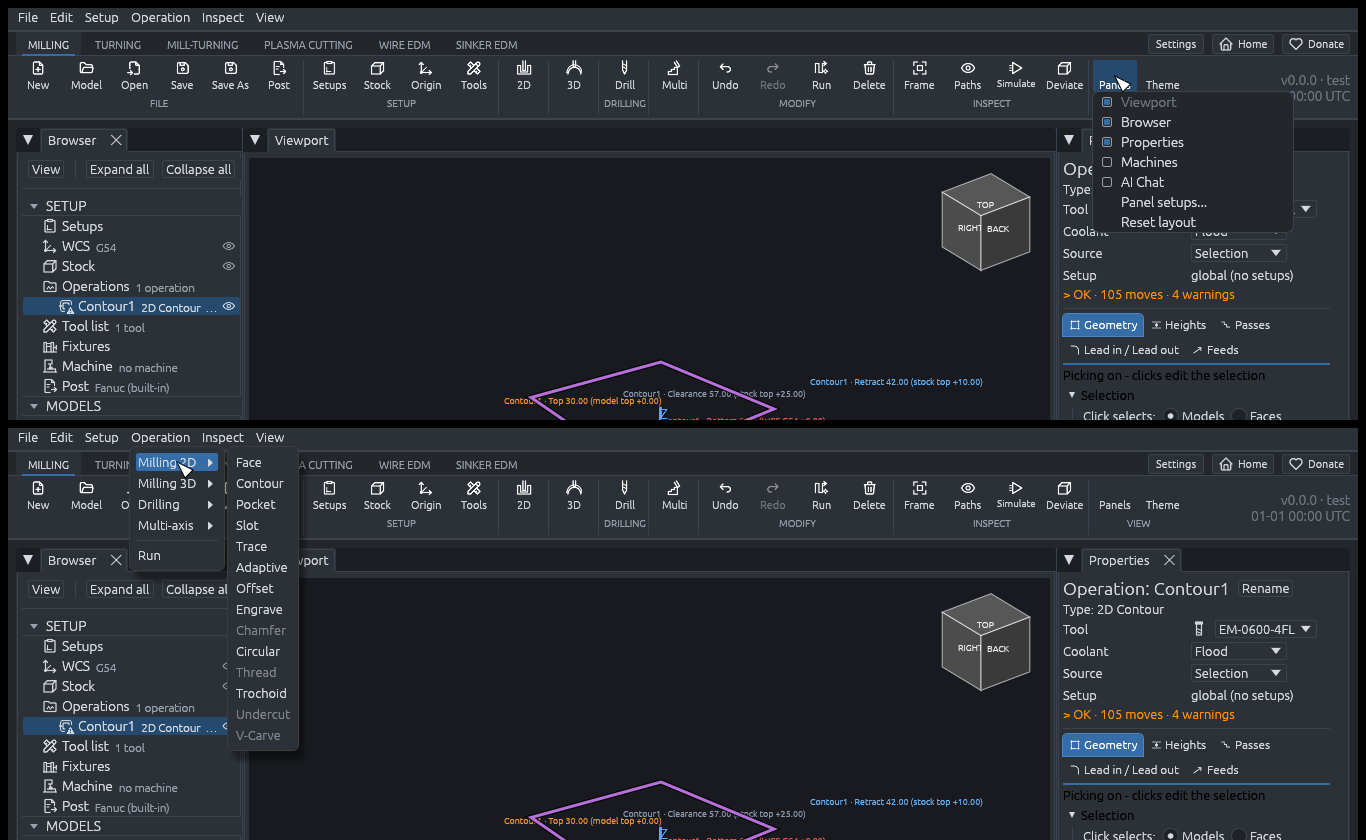 File Edit Setup Operation Inspect View
MILLING TURNING MILL-TURNING PLASMA CUTTING WIRE EDM SINKER EDM Settings Home Donate
New Model Open Save Save As Post Setups Stock Origin Tools 2D 3D Drill Multi Undo Redo Run Delete Frame Paths Simulate Deviate Theme
v0.0.0 · test
FILE SETUP DRILLING MODIFY INSPECT
00:00 UTC
Viewport
Browser
Properties
Machines
AI Chat
Panel setups...
Reset layout
Browser Viewport
View Expand all Collapse all
SETUP
Setups
WCS G54
Stock
Operations 1 operation
Contour1 2D Contour ...
Tool list 1 tool
Fixtures
Machine no machine
Post Fanuc (built-in)
MODELS
TOP
RIGHT BACK
Contour1 · Retract 42.00 (stock top +10.00)
Contour1 · Clearance 57.00 (stock top +25.00)
Contour1 · Top 30.00 (model top +0.00)
Z
Type:
Tool
Coolant Flood
Source Selection
Setup global (no setups)
> OK · 105 moves · 4 warnings
Geometry Heights Passes
Lead in / Lead out Feeds
Picking on - clicks edit the selection
Selection
Click selects: Models Faces
File Edit Setup Operation Inspect View
MILLING CUTTING WIRE EDM SINKER EDM Settings Home Donate
New Model Setups Stock Origin Tools 2D 3D Drill Multi Undo Redo Run Delete Frame Paths Simulate Deviate Panels Theme
v0.0.0 · test
SETUP DRILLING MODIFY INSPECT VIEW
01-01 00:00 UTC
Milling 2D
Milling 3D
Drilling
Multi-axis
Run
Face
Contour
Pocket
Slot
Trace
Adaptive
Offset
Engrave
Chamfer
Circular
Thread
Trochoid
Undercut
V-Carve
Browser
View Expand all Collapse al
SETUP
Setups
WCS G54
Stock
Operations 1 operation
Contour1 2D Contour ...
Tool list 1 tool
Fixtures
Machine no machine
Post Fanuc (built-in)
MODELS
TOP
RIGHT BACK
Contour1 · Retract 42.00 (stock top +10.00)
Contour1 · Clearance 57.00 (stock top +25.00)
Contour1 · Top 30.00 (model top +0.00)
Z
Properties
Operation: Contour1 Rename
Type: 2D Contour
Tool EM-0600-4FL
Coolant Flood
Source Selection
Setup global (no setups)
> OK · 105 moves · 4 warnings
Geometry Heights Passes
Lead in / Lead out Feeds
Picking on - clicks edit the selection
Selection
Click selects: Models Faces